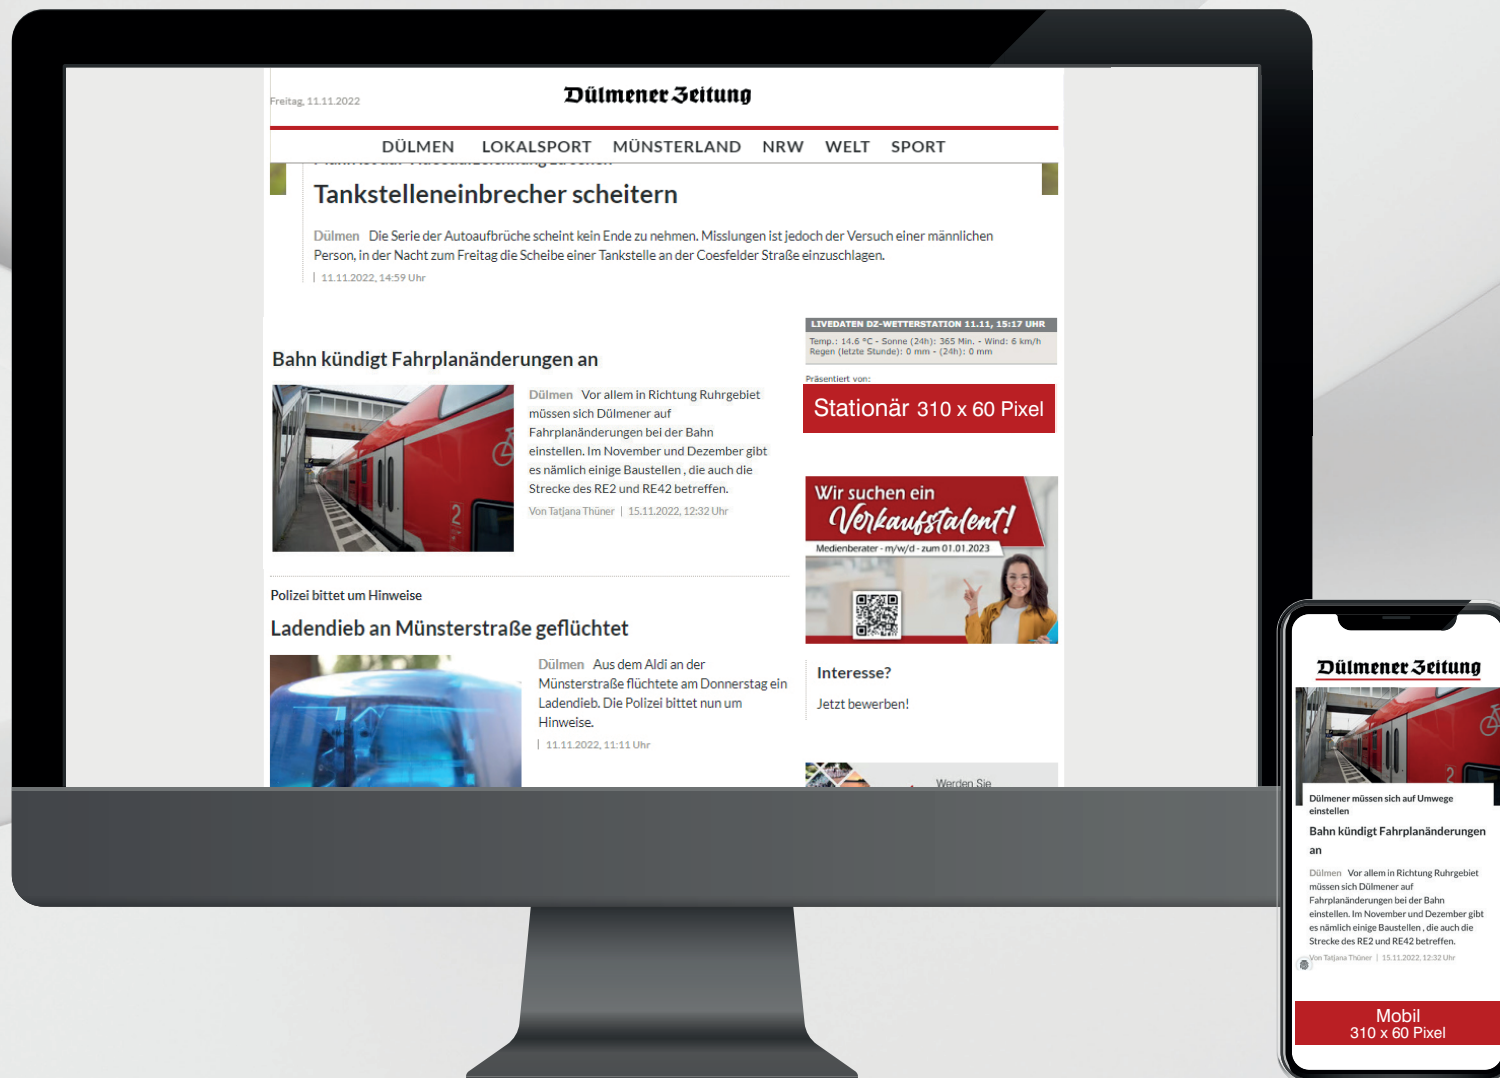 Freitag, 11.11.2022
Dülmener Zeitung
DÜLMEN LOKALSPORT MÜNSTERLAND NRW WELT SPORT
Tankstelleneinbrecher scheitern
Dülmen Die Serie der Autoaufbrüche scheint kein Ende zu nehmen. Misslungen ist jedoch der Versuch einer männlichen
Person, in der Nacht zum Freitag die Scheibe einer Tankstelle an der Coesfelder Straße einzuschlagen.
| 11.11.2022, 14:59 Uhr
Bahn kündigt Fahrplanänderungen an
Dülmen Vor allem in Richtung Ruhrgebiet
müssen sich Dülmener auf
Fahrplanänderungen bei der Bahn
einstellen. Im November und Dezember gibt
es nämlich einige Baustellen , die auch die
Strecke des RE2 und RE42 betreffen.
Von Tatjana Thüner | 15.11.2022, 12:32 Uhr
2
Polizei bittet um Hinweise
Ladendieb an Münsterstraße geflüchtet
Dülmen Aus dem Aldi an der
Münsterstraße flüchtete am Donnerstag ein
Ladendieb. Die Polizei bittet nun um
Hinweise.
| 11.11.2022, 11:11 Uhr
LIVEDATEN DZ-WETTERSTATION 11.11, 15:17 UHR
Temp.: 14.6 °C - Sonne (24h): 365 Min. - Wind: 6 km/h
Regen (letzte Stunde): 0 mm - (24h): 0 mm
Präsentiert von:
Stationär 310 x 60 Pixel
Wir suchen ein
Verkaufstalent!
Medienberater - m/w/d - zum 01.01.2023
Interesse?
Jetzt bewerben!
Werden Sie
Dülmener Zeitung
2
Dülmener müssen sich auf Umwege
einstellen
Bahn kündigt Fahrplanänderungen
an
Dülmen Vor allem in Richtung Ruhrgebiet
müssen sich Dülmener auf
Fahrplanänderungen bei der Bahn
einstellen. Im November und Dezember gibt
es nämlich einige Baustellen , die auch die
Strecke des RE2 und RE42 betreffen.
Von Tatjana Thüner | 15.11.2022, 12:32 Uhr
Mobil
310 x 60 Pixel